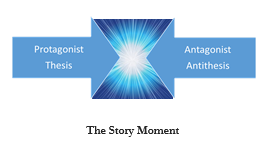 Protagonist
Thesis
Antagonist
Antithesis
The Story Moment